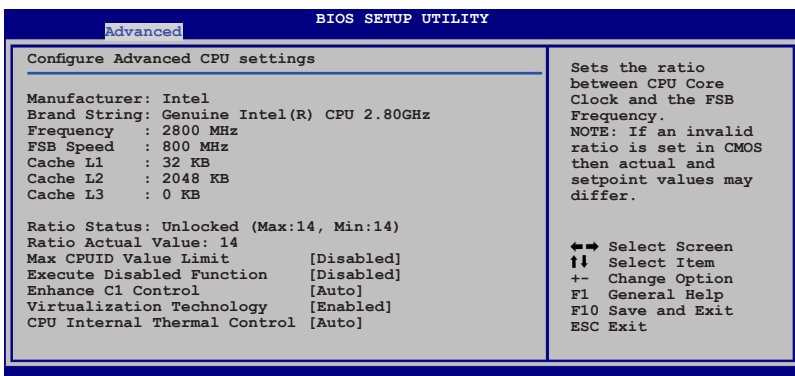 BIOS SETUP UTILITY
Advanced
Configure Advanced CPU settings
Manufacturer: Intel
Brand String: Genuine Intel(R) CPU 2.80GHz
Frequency : 2800 MHz
FSB Speed : 800 MHz
Cache L1 : 32 KB
Cache L2 : 2048 KB
Cache L3 : 0 KB
Ratio Status: Unlocked (Max:14, Min:14)
Ratio Actual Value: 14
Max CPUID Value Limit [Disabled]
Execute Disabled Function [Disabled]
Enhance C1 Control [Auto]
Virtualization Technology [Enabled]
CPU Internal Thermal Control [Auto]
Sets the ratio
between CPU Core
Clock and the FSB
Frequency.
NOTE: If an invalid
ratio is set in CMOS
then actual and
setpoint values may
differ.
←→ Select Screen
↑↓ Select Item
+- Change Option
F1 General Help
F10 Save and Exit
ESC Exit